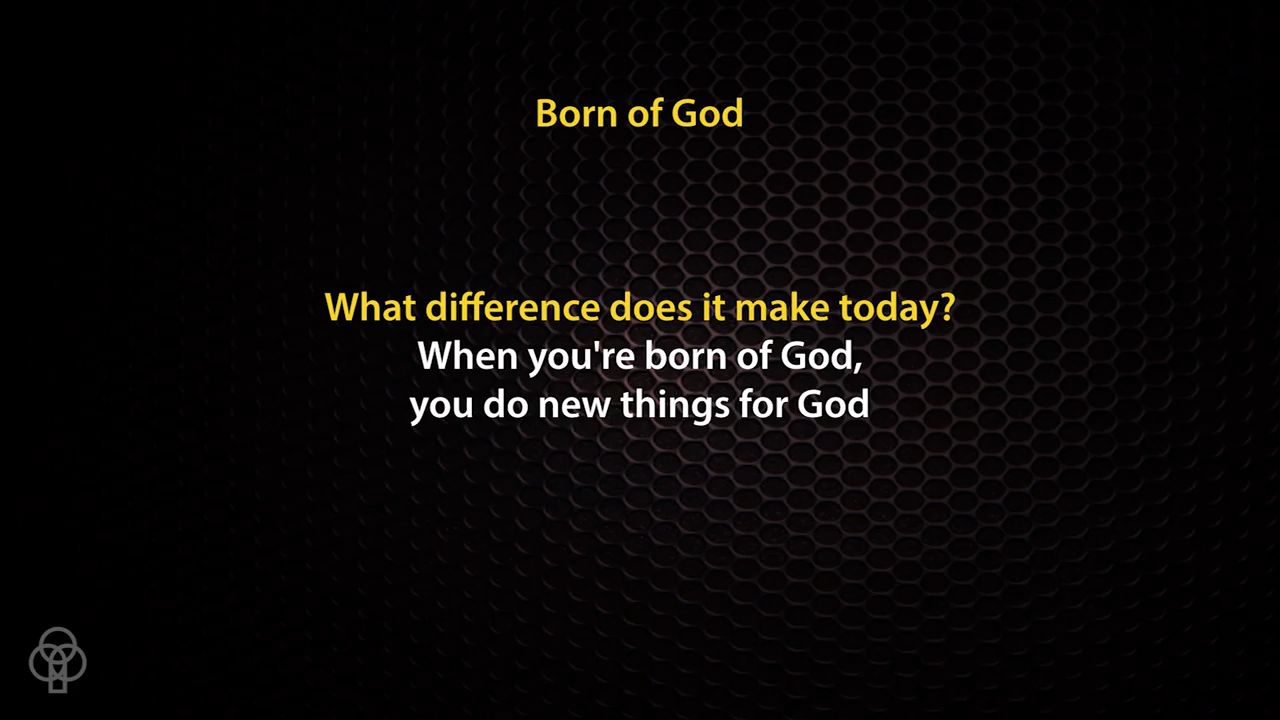 Born of God
What difference does it make today?
When you're born of God,
you do new things for God